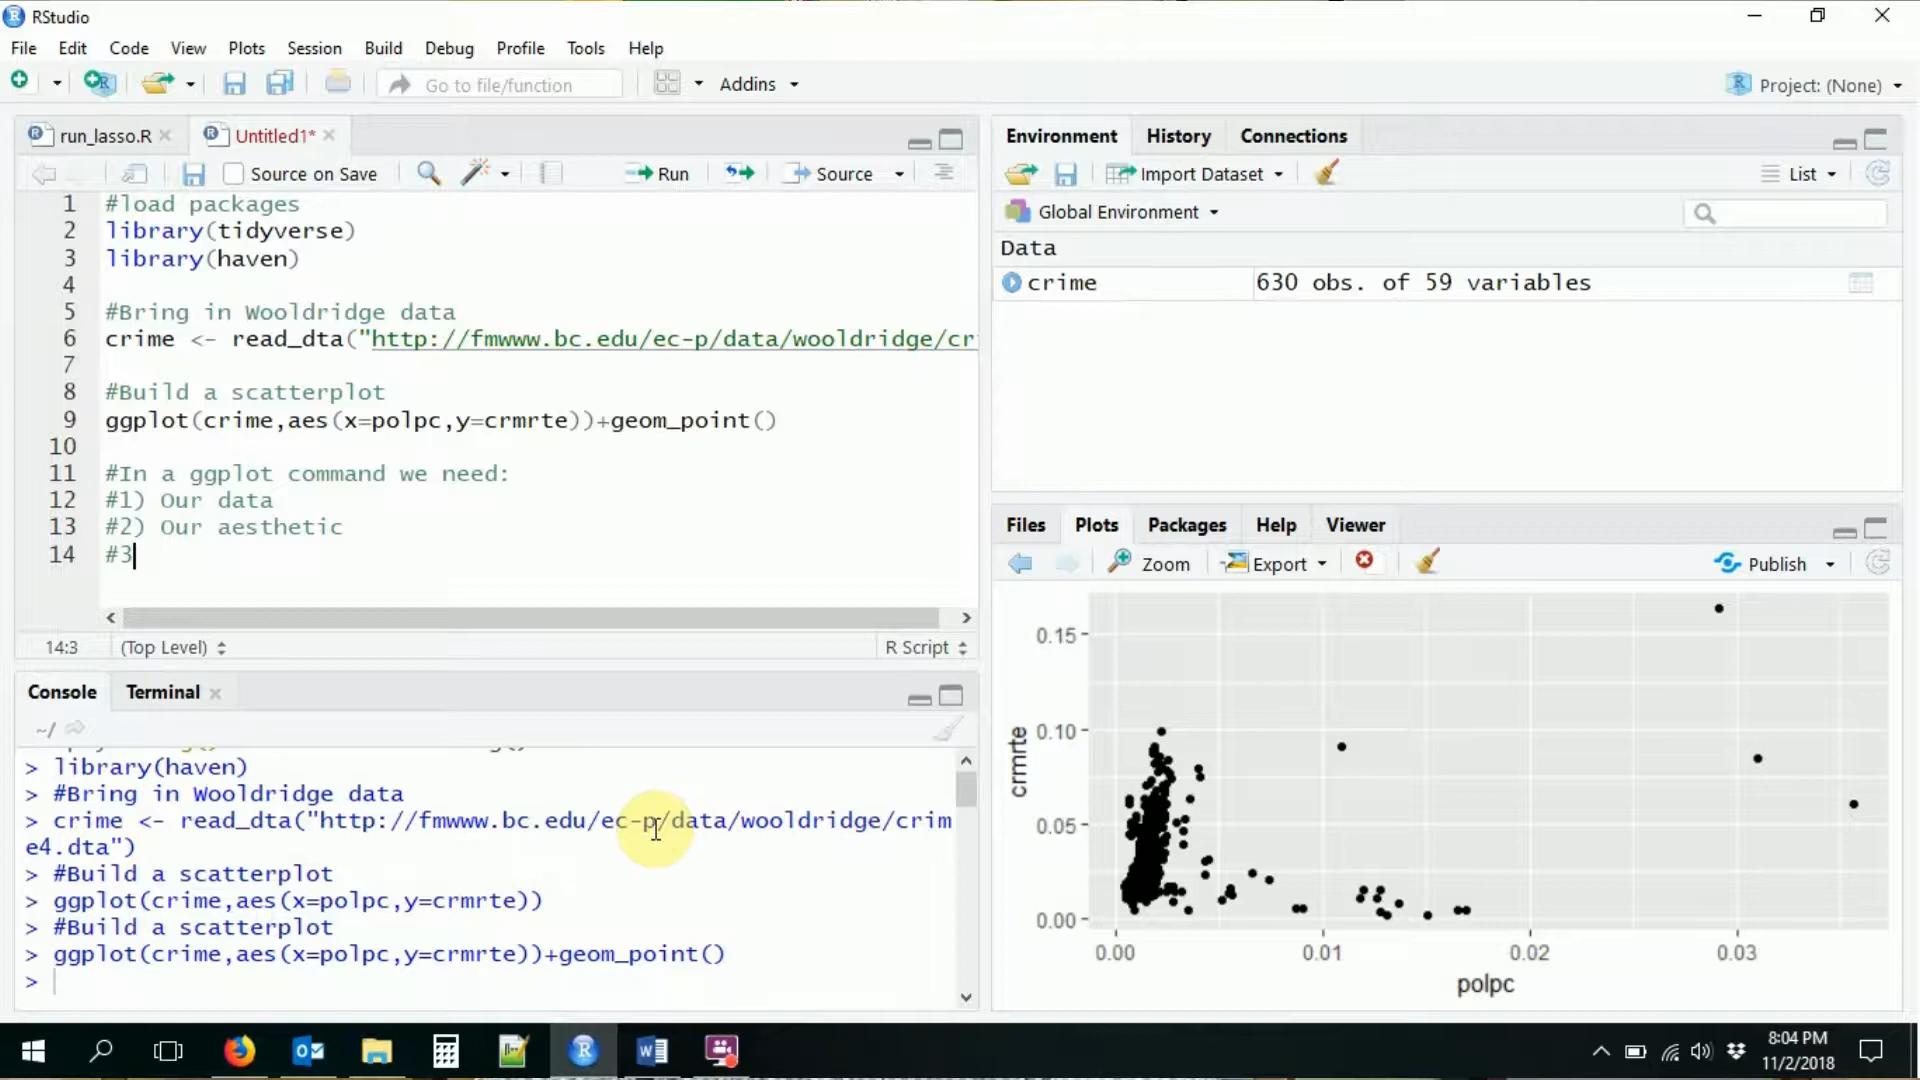 RStudio
File Edit Code View Plots Session Build Debug Profile Tools Help
Go to file/function Addins Project: (None)
run_lasso.R Untitled1*
Source on Save Run Source
1 #load packages
2 library(tidyverse)
3 library(haven)
4
5 #Bring in Wooldridge data
6 crime <- read_dta("http://fmwww.bc.edu/ec-p/data/wooldridge/cr
7
8 #Build a scatterplot
9 ggplot(crime,aes(x=polpc,y=crmrte))+geom_point()
10
11 #In a ggplot command we need:
12 #1) Our data
13 #2) Our aesthetic
14 #3
14:3 (Top Level) R Script
Console Terminal
~/
> library(haven)
> #Bring in Wooldridge data
> crime <- read_dta("http://fmwww.bc.edu/ec-p/data/wooldridge/crim
e4.dta")
> #Build a scatterplot
> ggplot(crime,aes(x=polpc,y=crmrte))
> #Build a scatterplot
> ggplot(crime,aes(x=polpc,y=crmrte))+geom_point()
>
Environment History Connections
Import Dataset List
Global Environment
Data
crime 630 obs. of 59 variables
Files Plots Packages Help Viewer
Zoom Export Publish
0.15
0.10
0.05
0.00
crmrte
0.00 0.01 0.02 0.03
polpc
8:04 PM
11/2/2018